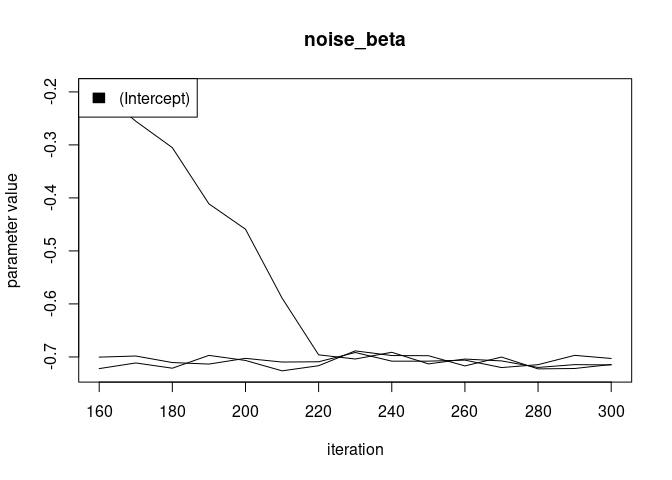 noise_beta
(Intercept)
-0.2
-0.3
-0.4
-0.5
-0.6
-0.7
parameter value
160 180 200 220 240 260 280 300
iteration